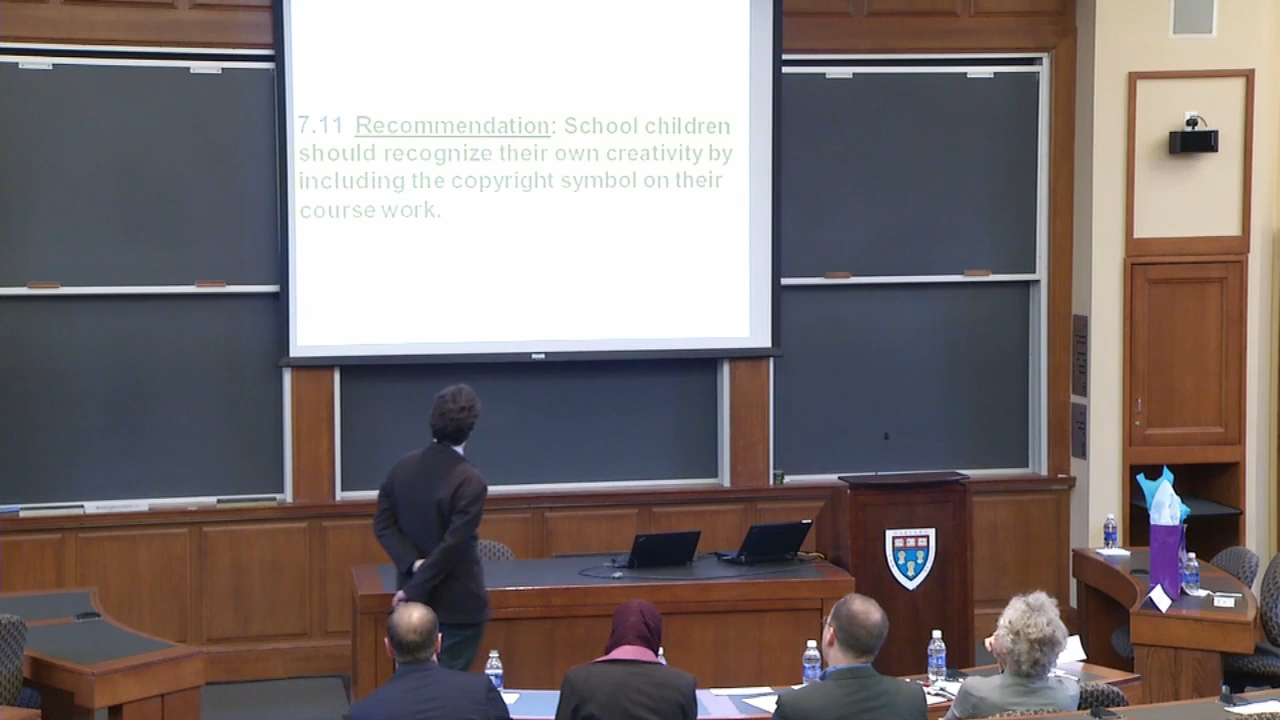 7.11 Recommendation: School children
should recognize their own creativity by
including the copyright symbol on their
course work.
HARVARD